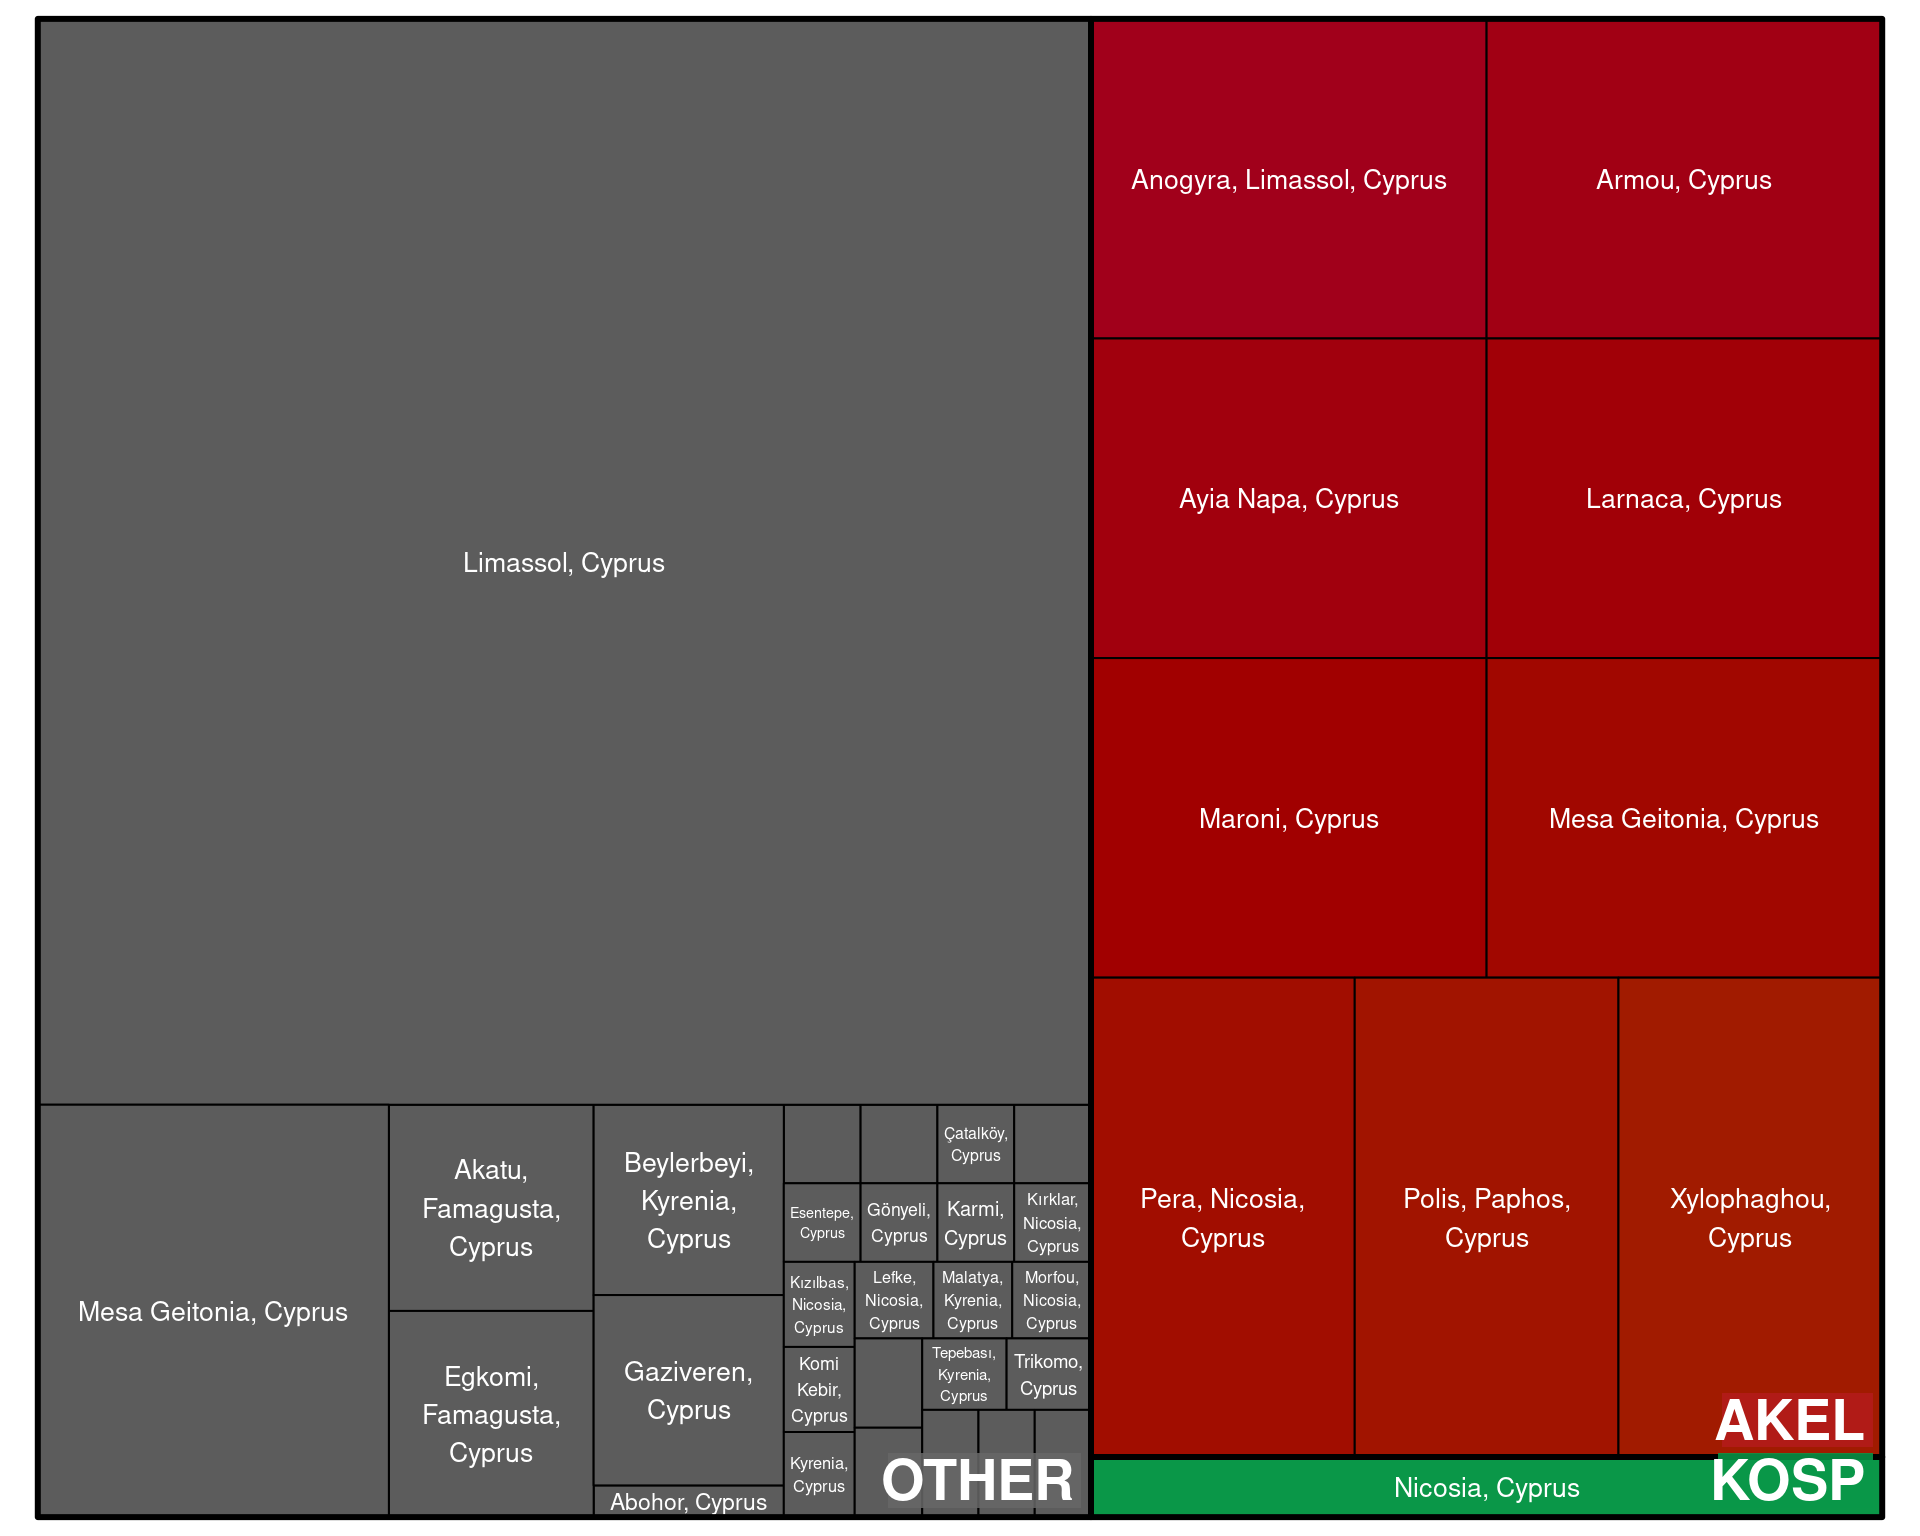 Limassol, Cyprus
Mesa Geitonia, Cyprus
Akatu,
Famagusta,
Cyprus
Egkomi,
Famagusta,
Cyprus
Beylerbeyi,
Kyrenia,
Cyprus
Gaziveren,
Cyprus
Abohor, Cyprus
Çatalköy,
Cyprus
Esentepe,
Cyprus
Gönyeli,
Cyprus
Karmi,
Cyprus
Kırklar,
Nicosia,
Cyprus
Kızılbas,
Nicosia,
Cyprus
Lefke,
Nicosia,
Cyprus
Malatya,
Kyrenia,
Cyprus
Morfou,
Nicosia,
Cyprus
Komi
Kebir,
Cyprus
Tepebası,
Kyrenia,
Cyprus
Trikomo,
Cyprus
Kyrenia,
Cyprus
OTHER
Anogyra, Limassol, Cyprus
Armou, Cyprus
Ayia Napa, Cyprus
Larnaca, Cyprus
Maroni, Cyprus
Mesa Geitonia, Cyprus
Pera, Nicosia,
Cyprus
Polis, Paphos,
Cyprus
Xylophaghou,
Cyprus
AKEL
Nicosia, Cyprus
KOSP